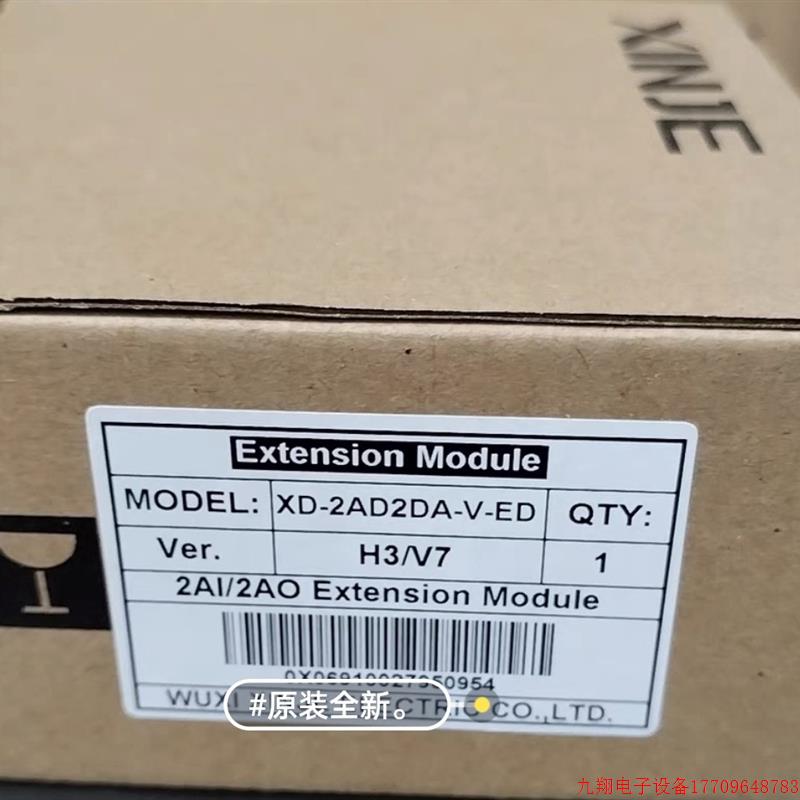 XINJE
Extension Module
MODEL: XD-2AD2DA-V-ED QTY:
Ver. H3/V7 1
2AI/2AO Extension Module
WUXI CO.,LTD.
#原装全新。
九翔电子设备17709648783